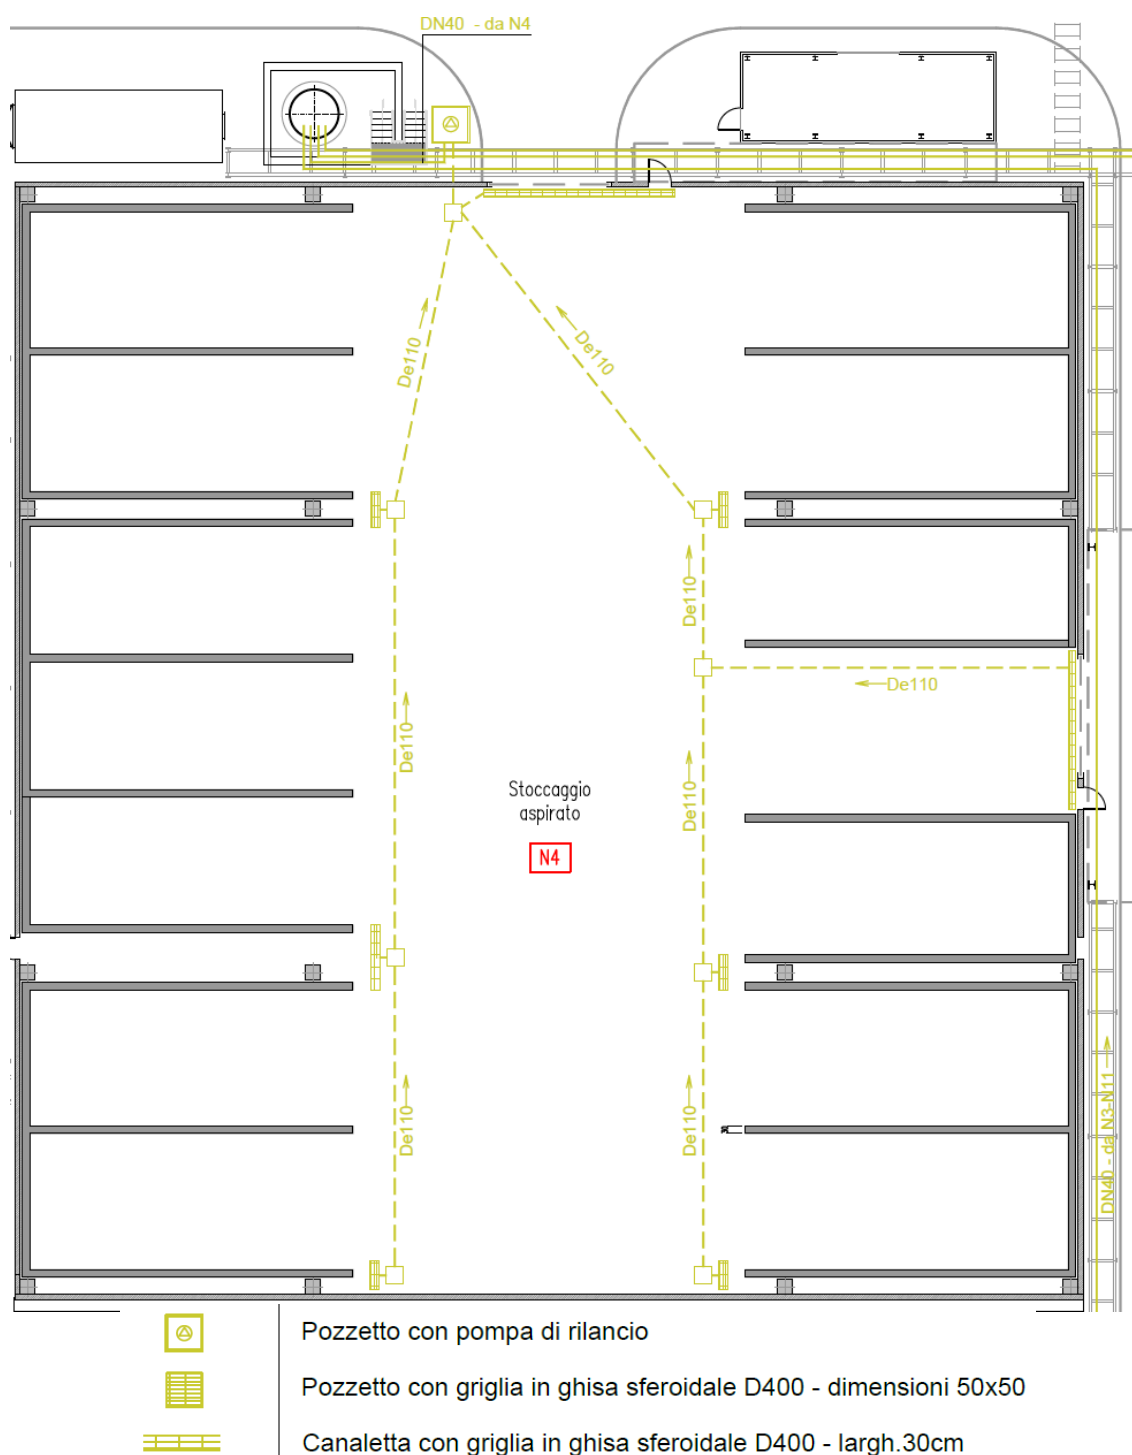 DN40 - da N4
De110
De110
De110
De110
De110
De110
Stoccaggio
aspirato
N4
De110
De110
DN40 - da N3-N11
Pozzetto con pompa di rilancio
Pozzetto con griglia in ghisa sferoidale D400 - dimensioni 50x50
Canaletta con griglia in ghisa sferoidale D400 - largh.30cm